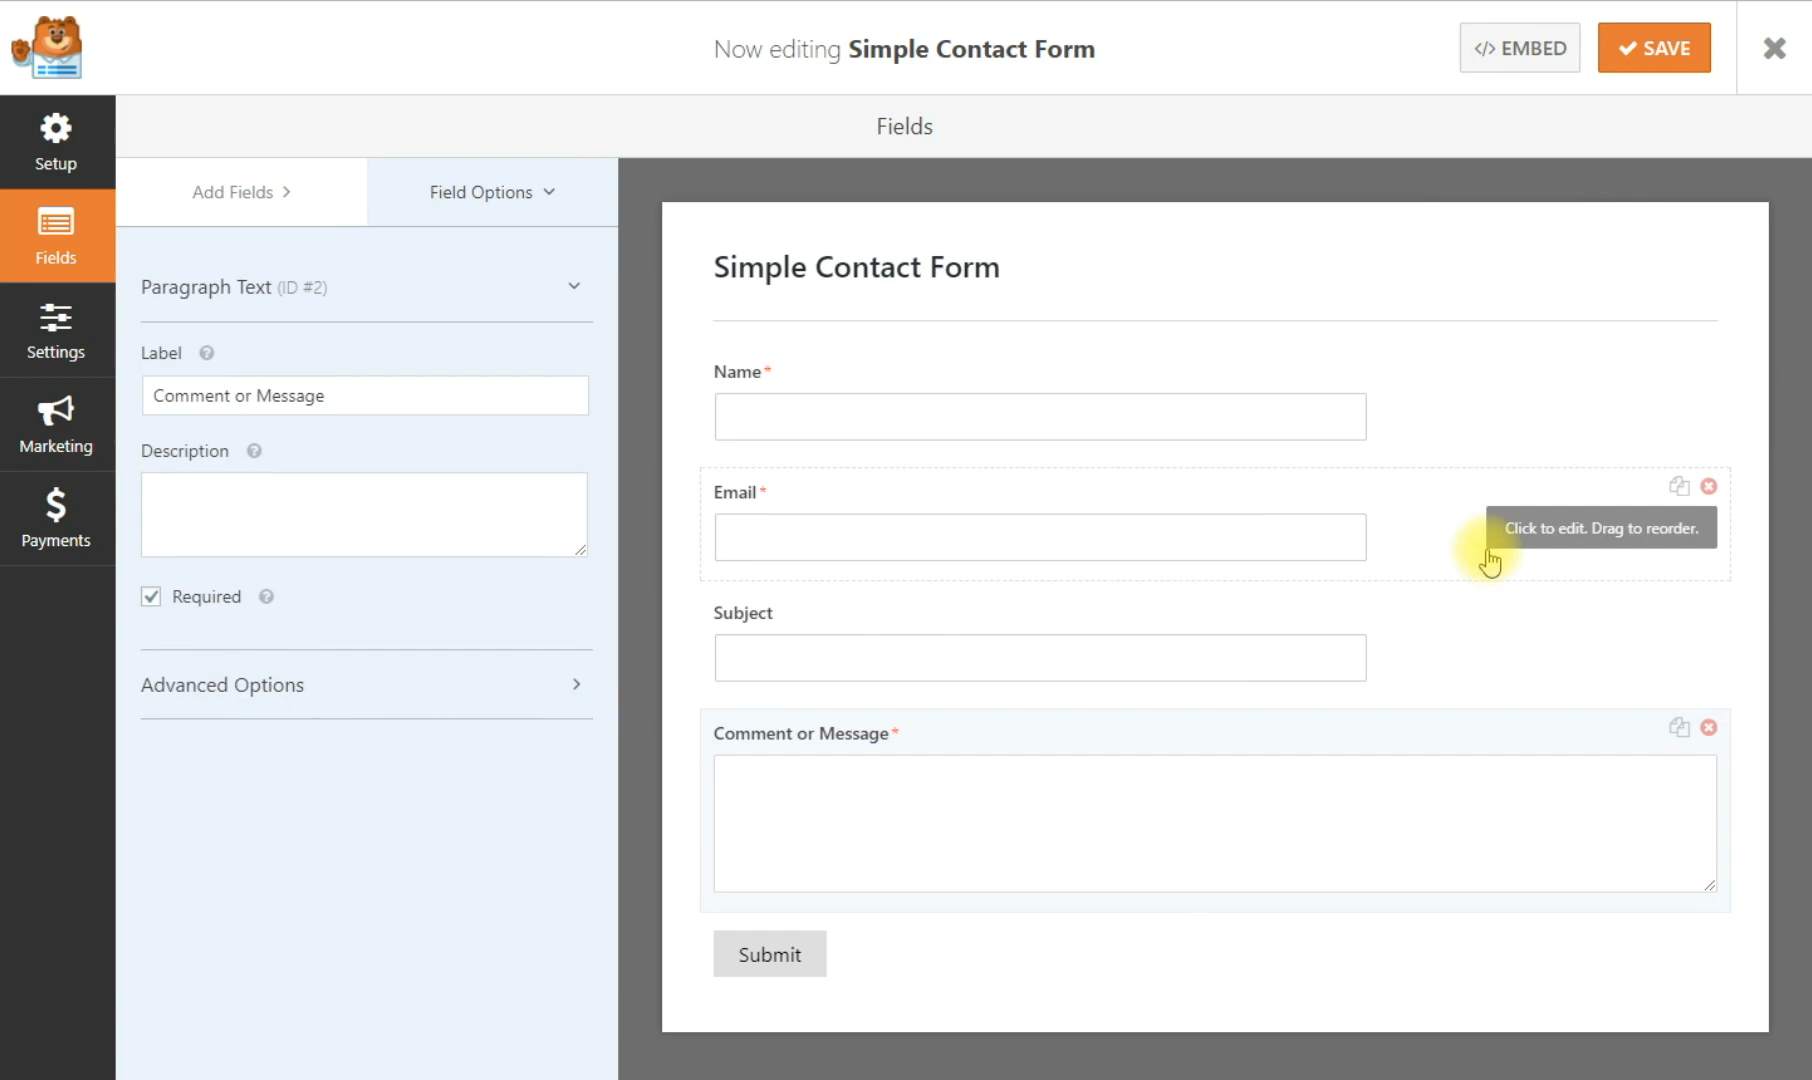 Now editing Simple Contact Form
</> EMBED
SAVE
Setup
Fields
Settings
Marketing
Payments
Fields
Add Fields >
Field Options
Paragraph Text (ID #2)
Label
Comment or Message
Description
Required
Advanced Options
Simple Contact Form
Name*
Email*
Click to edit. Drag to reorder.
Subject
Comment or Message*
Submit